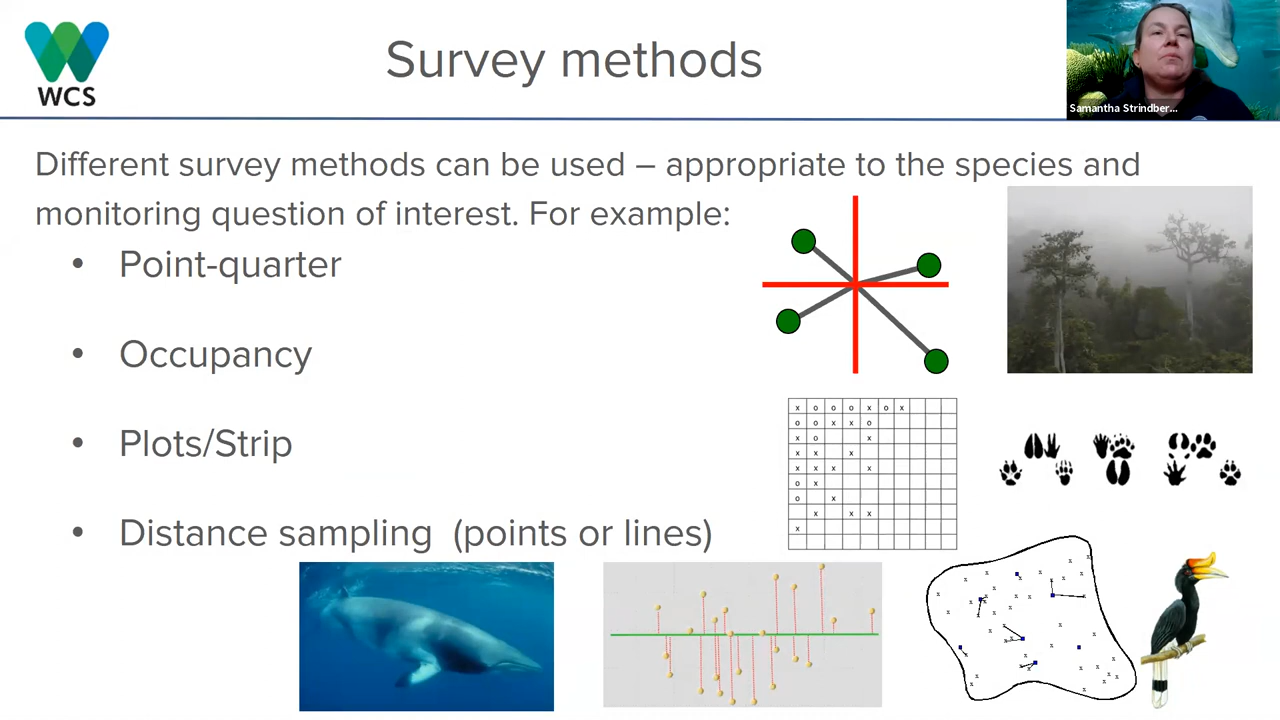 WCS
Survey methods
Samantha Strindber...
Different survey methods can be used – appropriate to the species and
monitoring question of interest. For example:
• Point-quarter
• Occupancy
• Plots/Strip
• Distance sampling (points or lines)
x o o o x o x
o o x x o
x o x
x x x
x x x x
o x
o x
x x x
x